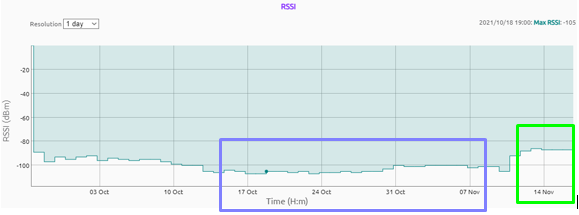 RSSI
Resolution 1 day
2021/10/18 19:00: Max RSSI: -105
RSSI (dBm)
-20
-40
-60
-80
-100
03 Oct 10 Oct 17 Oct 24 Oct 31 Oct 07 Nov 14 Nov
Time (H:m)